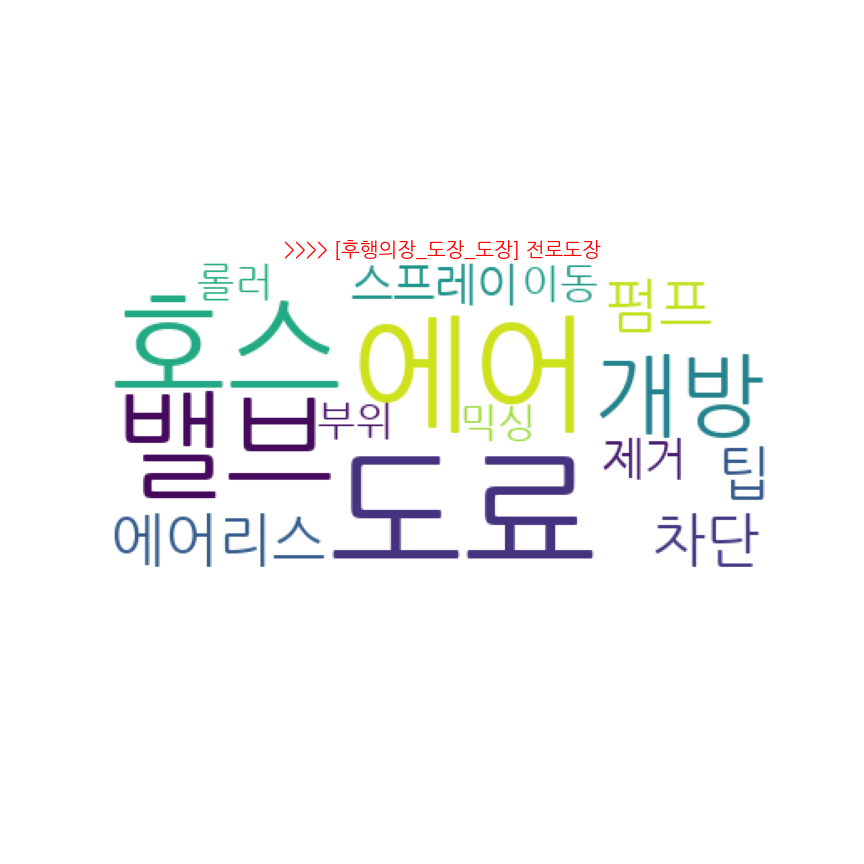 >>>> [후행의장_도장_도장] 전로도장
롤러 스프레이 이동 펌프
호스 에어 개방
밸브 부위 믹싱 제거 팁
에어리스 도료 차단